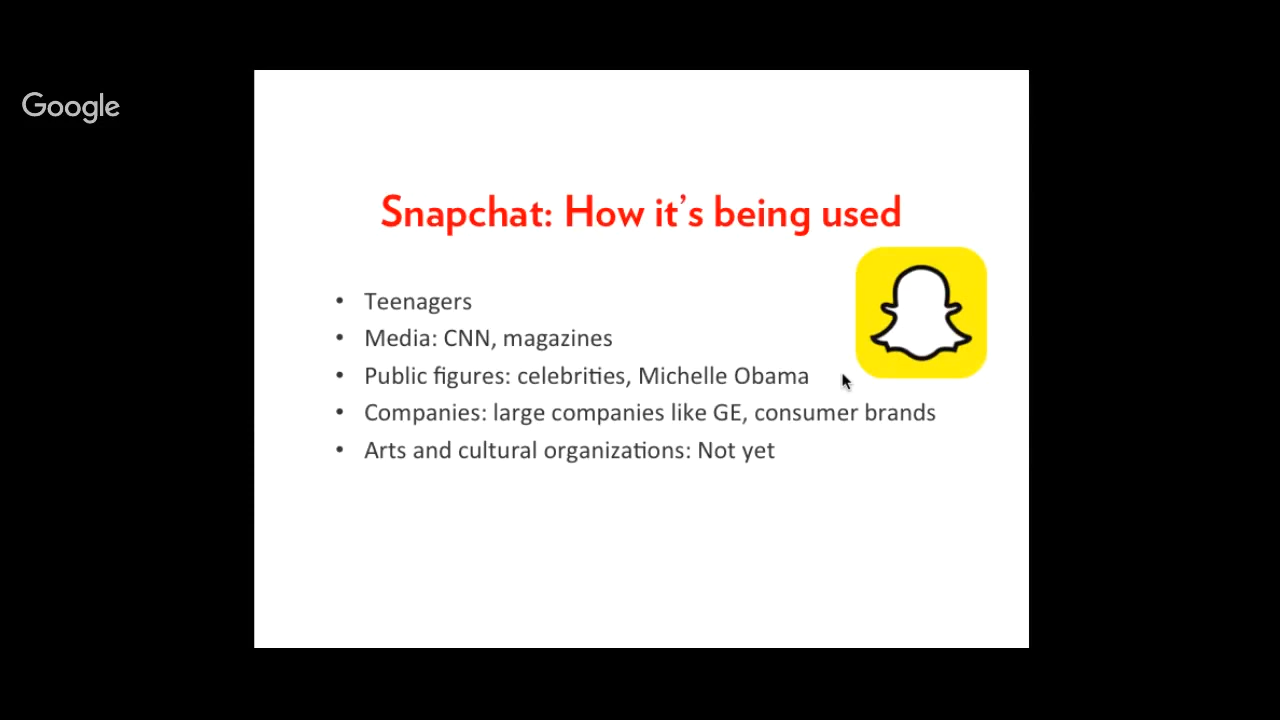 Google
Snapchat: How it’s being used
• Teenagers
• Media: CNN, magazines
• Public figures: celebrities, Michelle Obama
• Companies: large companies like GE, consumer brands
• Arts and cultural organizations: Not yet